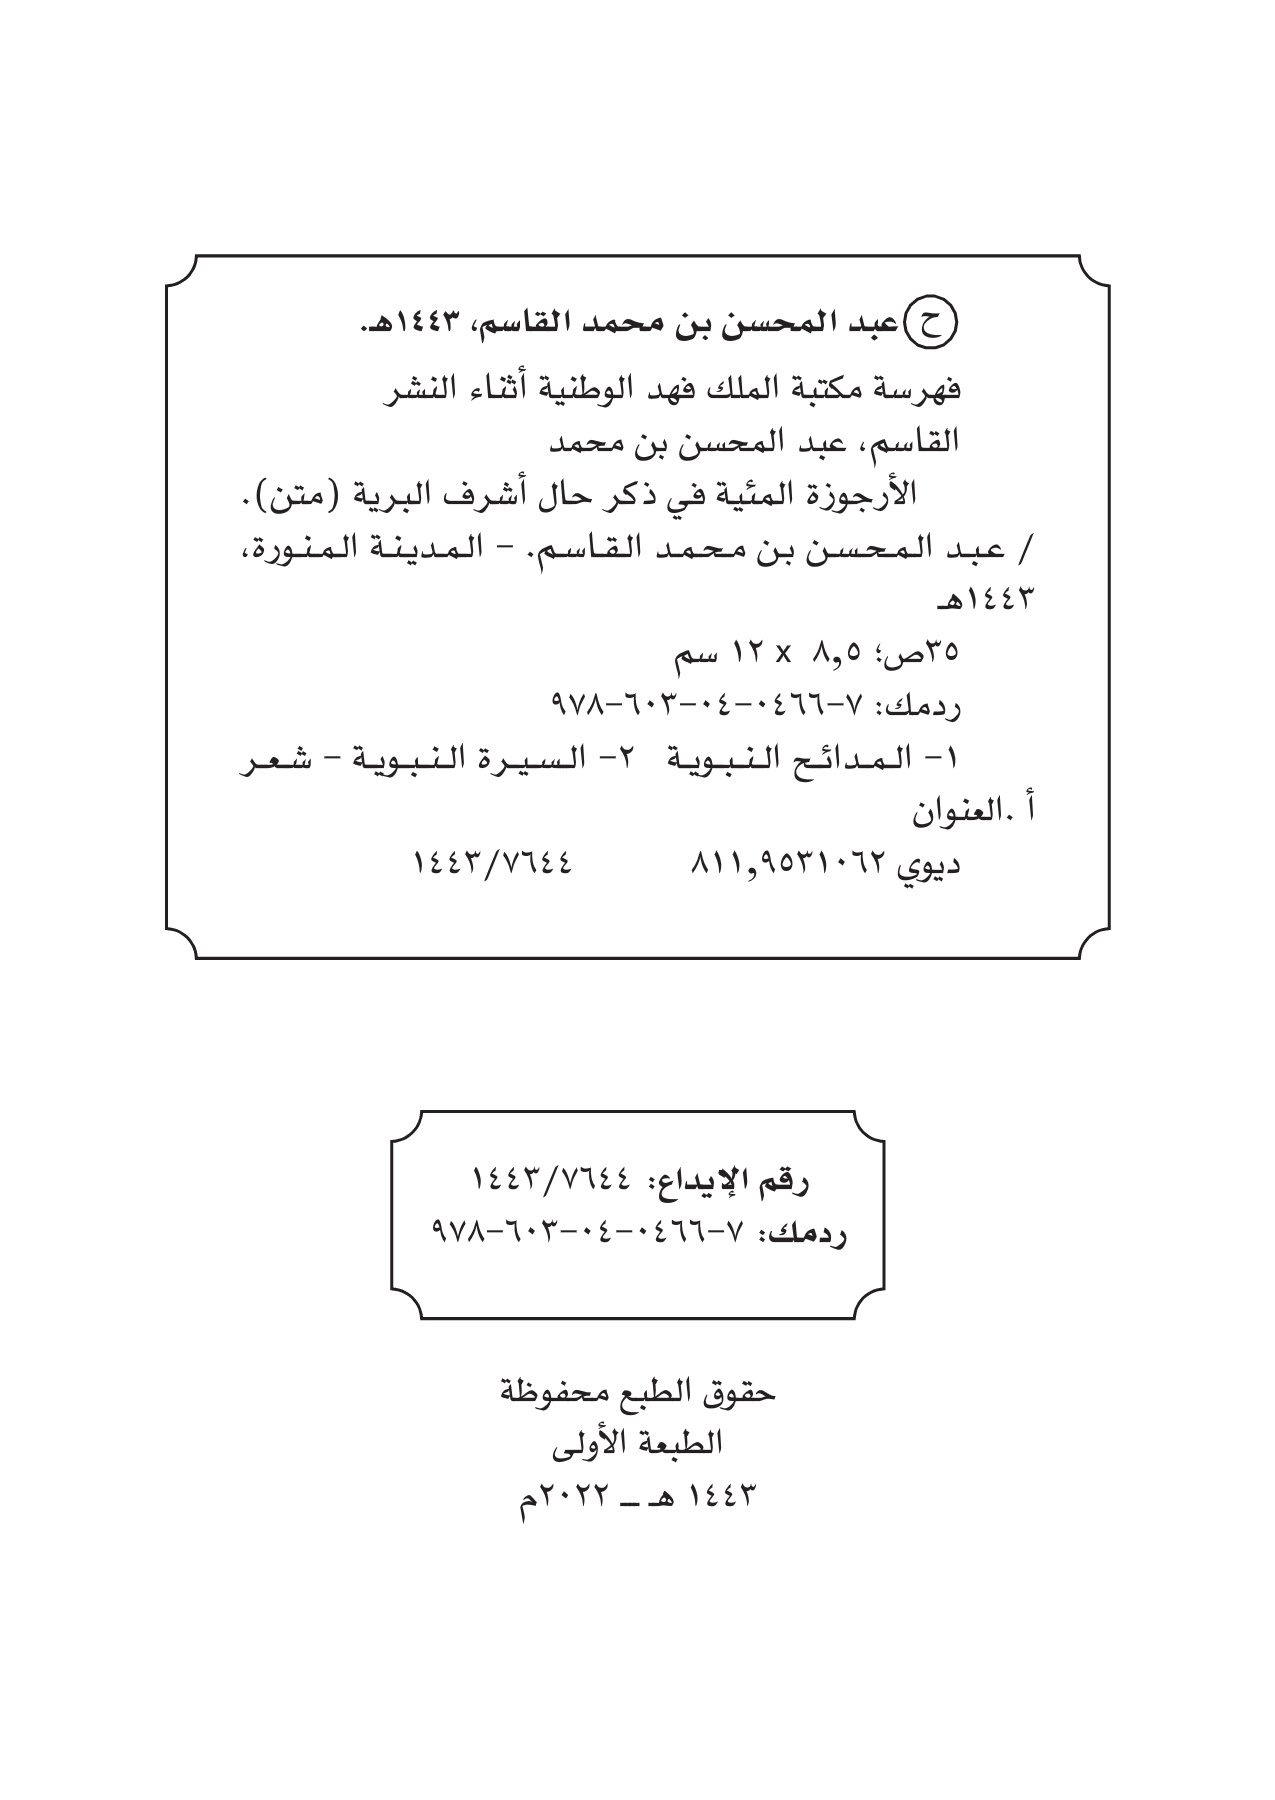 ح عبد المحسن بن محمد القاسم، ١٤٤٣هـ.
فهرسة مكتبة الملك فهد الوطنية أثناء النشر
القاسم، عبد المحسن بن محمد
الأرجوزة المئية في ذكر حال أشرف البرية (متن).
/ عبد المحسن بن محمد القاسم. - المدينة المنورة،
١٤٤٣هـ
٣٥ص؛ ٨,٥ x ١٢ سم
ردمك: ٧-٠٤٦٦-٠٤-٦٠٣-٩٧٨
١- المدائح النبوية ٢- السيرة النبوية - شعر
أ .العنوان
ديوي ٨١١,٩٥٣١٠٦٢ ١٤٤٣/٧٦٤٤
رقم الإيداع: ١٤٤٣/٧٦٤٤
ردمك: ٧-٠٤٦٦-٠٤-٦٠٣-٩٧٨
حقوق الطبع محفوظة
الطبعة الأولى
١٤٤٣ هـ ــ ٢٠٢٢م